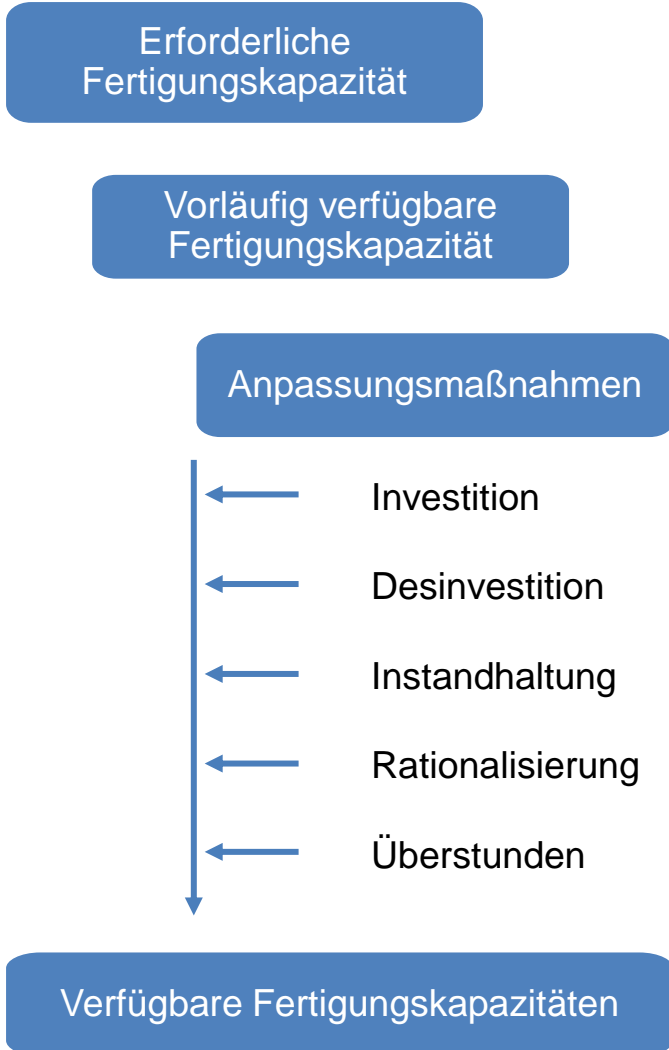 Erforderliche
Fertigungskapazität
Vorläufig verfügbare
Fertigungskapazität
Anpassungsmaßnahmen
Investition
Desinvestition
Instandhaltung
Rationalisierung
Überstunden
Verfügbare Fertigungskapazitäten